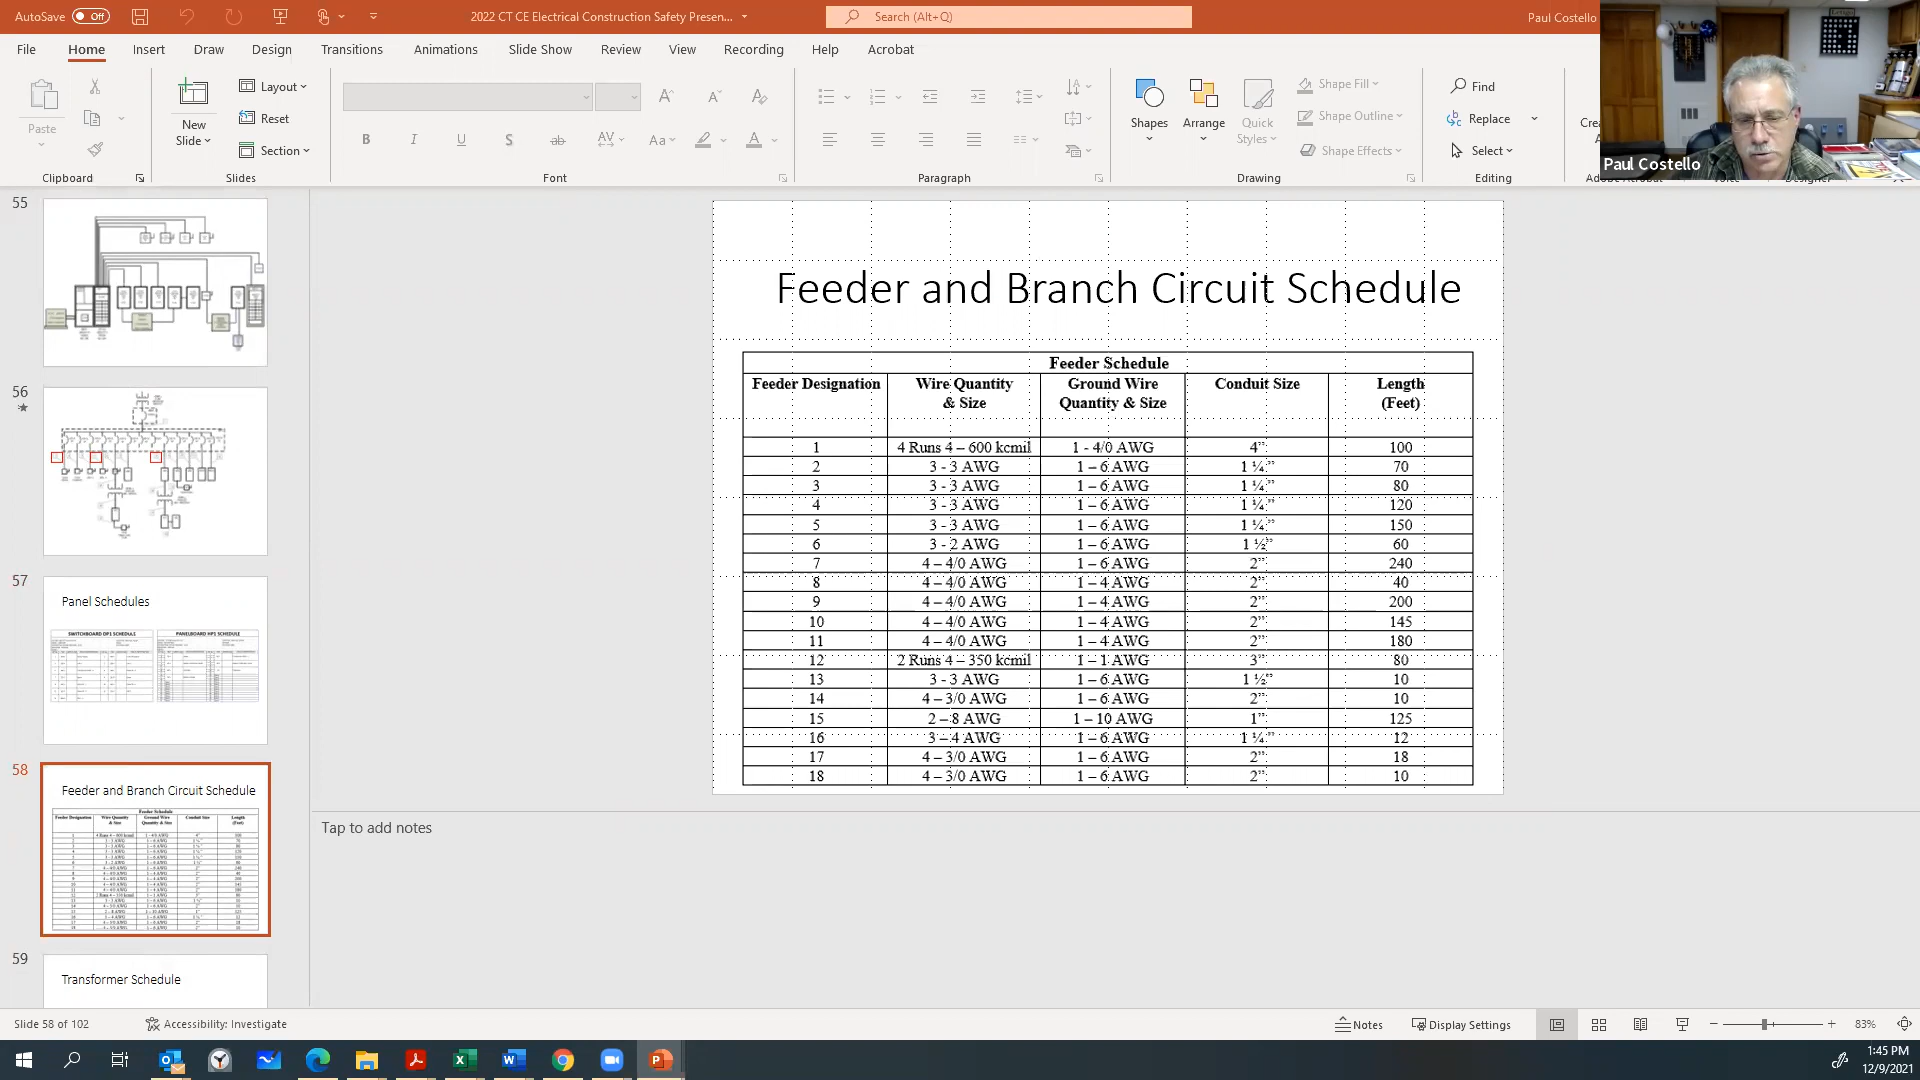 AutoSave Off 2022 CT CE Electrical Construction Safety Presen... Search (Alt+Q) Paul Costello
File Home Insert Draw Design Transitions Animations Slide Show Review View Recording Help Acrobat
Paste
New Slide
Layout
Reset
Section
Shapes
Arrange
Quick Styles
Shape Fill
Shape Outline
Shape Effects
Find
Replace
Select
Paul Costello
Clipboard Slides Font Paragraph Drawing Editing
55
56
57
Panel Schedules
SWITCHBOARD DP1 SCHEDULE PANELBOARD HP1 SCHEDULE
58
Feeder and Branch Circuit Schedule
59
Transformer Schedule
Feeder and Branch Circuit Schedule
Feeder Schedule
Feeder Designation Wire Quantity & Size Ground Wire Quantity & Size Conduit Size Length (Feet)
1 4 Runs 4 – 600 kcmil 1 - 4/0 AWG 4” 100
2 3 - 3 AWG 1 – 6 AWG 1 ¼” 70
3 3 - 3 AWG 1 – 6 AWG 1 ¼” 80
4 3 - 3 AWG 1 – 6 AWG 1 ¼” 120
5 3 - 3 AWG 1 – 6 AWG 1 ¼” 150
6 3 - 2 AWG 1 – 6 AWG 1 ½” 60
7 4 – 4/0 AWG 1 – 6 AWG 2” 240
8 4 – 4/0 AWG 1 – 4 AWG 2” 40
9 4 – 4/0 AWG 1 – 4 AWG 2” 200
10 4 – 4/0 AWG 1 – 4 AWG 2” 145
11 4 – 4/0 AWG 1 – 4 AWG 2” 180
12 2 Runs 4 – 350 kcmil 1 – 1 AWG 3” 80
13 3 - 3 AWG 1 – 6 AWG 1 ½” 10
14 4 – 3/0 AWG 1 – 6 AWG 2” 10
15 2 – 8 AWG 1 – 10 AWG 1” 125
16 3 – 4 AWG 1 – 6 AWG 1 ¼” 12
17 4 – 3/0 AWG 1 – 6 AWG 2” 18
18 4 – 3/0 AWG 1 – 6 AWG 2” 10
Tap to add notes
Slide 58 of 102 Accessibility: Investigate Notes Display Settings 83%
1:45 PM
12/9/2021